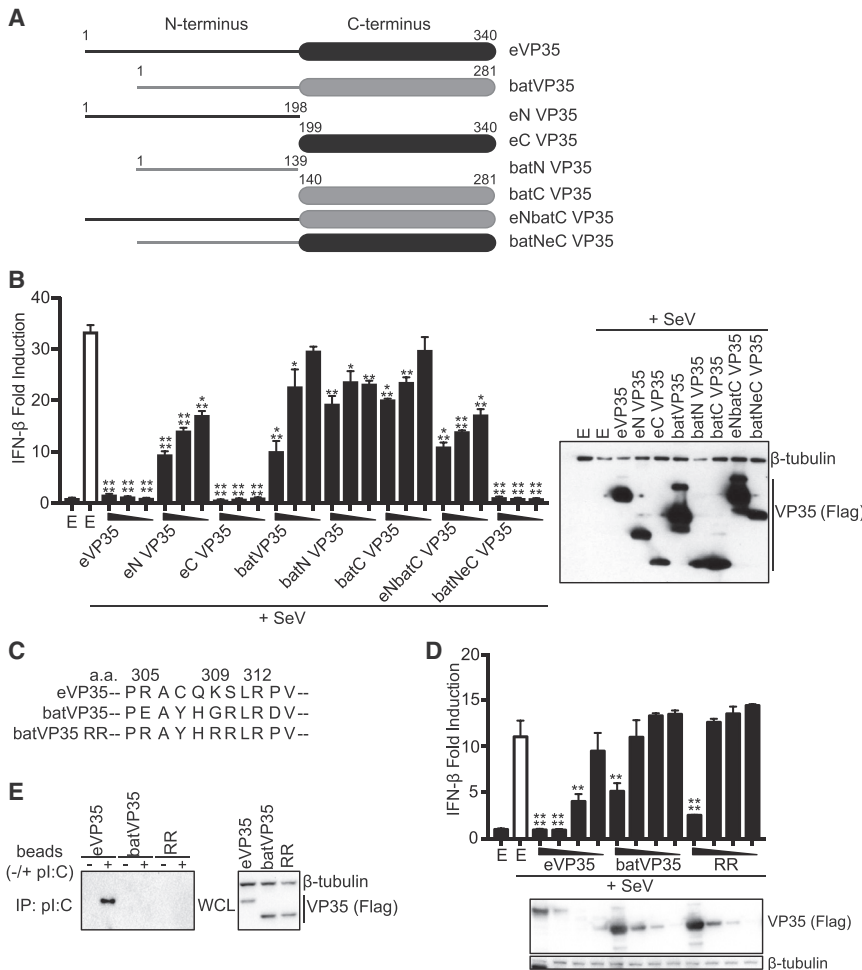 A
N-terminus C-terminus
1 340
eVP35
1 281
batVP35
1 198
eN VP35
199 340
eC VP35
1 139
batN VP35
140 281
batC VP35
eNbatC VP35
batNeC VP35
B
IFN-β Fold Induction
40
30
20
10
0
** ** ** ** ** **
** ** ** ** ** *
** ** ** ** ** **
* ** *
** * **
* ** **
** ** *
** ** **
** ** **
E E eVP35 eN VP35 eC VP35 batVP35 batN VP35 batC VP35 eNbatC VP35 batNeC VP35
+ SeV
+ SeV
E E eVP35 eN VP35 eC VP35 batVP35 batN VP35 batC VP35 eNbatC VP35 batNeC VP35
β-tubulin
VP35 (Flag)
C
a.a. 305 309 312
eVP35-- P R A C Q K S L R P V--
batVP35-- P E A Y H G R L R D V--
batVP35 RR-- P R A Y H R R L R P V--
D
IFN-β Fold Induction
20
15
10
5
0
** ** ** ** ** ** ** **
E E eVP35 batVP35 RR
+ SeV
VP35 (Flag)
β-tubulin
E
eVP35 batVP35 RR
beads - + - + - +
(-/+ pI:C)
IP: pI:C
eVP35 batVP35 RR
WCL
β-tubulin
VP35 (Flag)